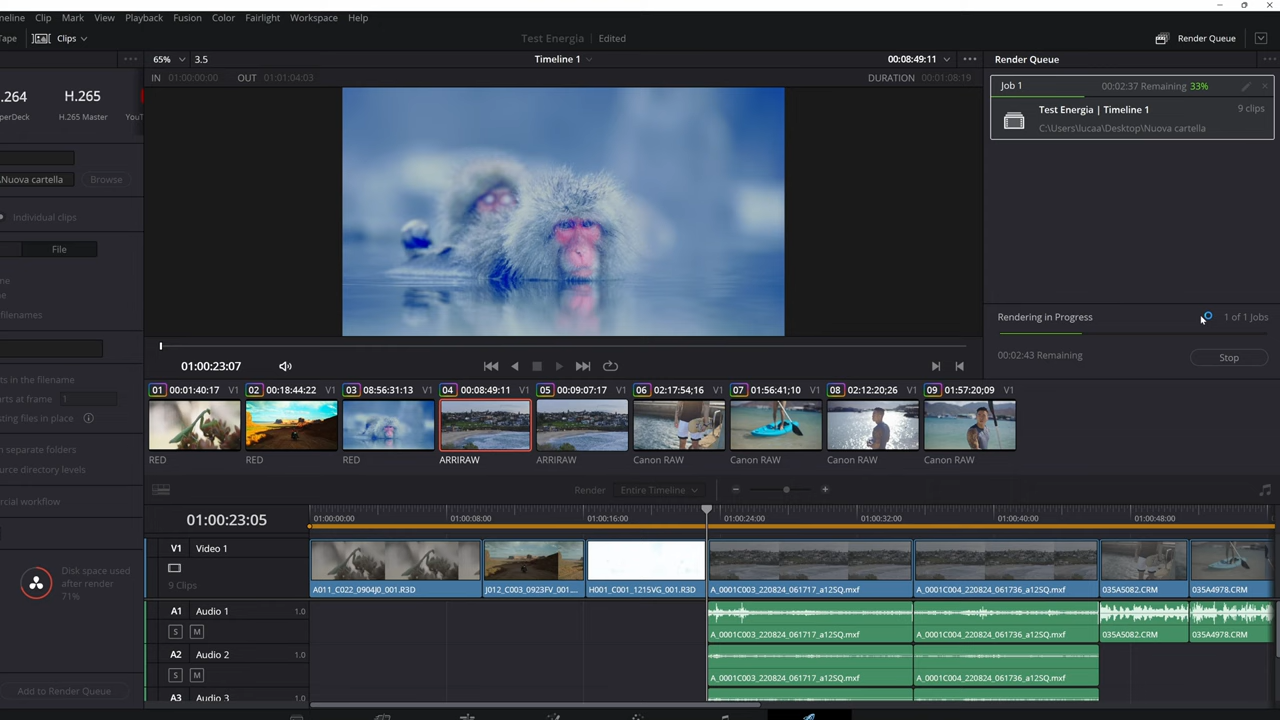 neline Clip Mark View Playback Fusion Color Fairlight Workspace Help
Tape Clips Test Energia Edited Render Queue
65% 3.5 Timeline 1 00:08:49:11 Render Queue
IN 01:00:00:00 OUT 01:01:04:03 DURATION 00:01:08:19
.264 H.265
perDeck H.265 Master YouT
Job 1 00:02:37 Remaining 33%
Test Energia | Timeline 1 9 clips
C:\Users\lucaa\Desktop\Nuova cartella
\Nuova cartella Browse
Individual clips
File
me
e
filenames
Rendering in Progress 1 of 1 Jobs
00:02:43 Remaining Stop
01:00:23:07
ts in the filename
arts at frame 1
sting files in place
n separate folders
urce directory levels
rcial workflow
01 00:01:40:17 V1 02 00:18:44:22 V1 03 08:56:31:13 V1 04 00:08:49:11 V1 05 00:09:07:17 V1 06 02:17:54;16 V1 07 01:56:41;10 V1 08 02:12:20;26 V1 09 01:57:20;09 V1
RED RED RED ARRIRAW ARRIRAW Canon RAW Canon RAW Canon RAW Canon RAW
Render Entire Timeline
01:00:23:05 01:00:00:00 01:00:08:00 01:00:16:00 01:00:24:00 01:00:32:00 01:00:40:00 01:00:48:00
V1 Video 1
9 Clips
A011_C022_0904J0_001.R3D J012_C003_0923FV_001.... H001_C001_1215VG_001.R3D A_0001C003_220824_061717_a12SQ.mxf A_0001C004_220824_061736_a12SQ.mxf 035A5082.CRM 035A4978.CRM
Disk space used
after render
71%
A1 Audio 1 1.0
S M A_0001C003_220824_061717_a12SQ.mxf A_0001C004_220824_061736_a12SQ.mxf 035A5082.CRM 035A4978.CRM
A2 Audio 2 1.0
S M A_0001C003_220824_061717_a12SQ.mxf A_0001C004_220824_061736_a12SQ.mxf
Add to Render Queue
A3 Audio 3 1.0